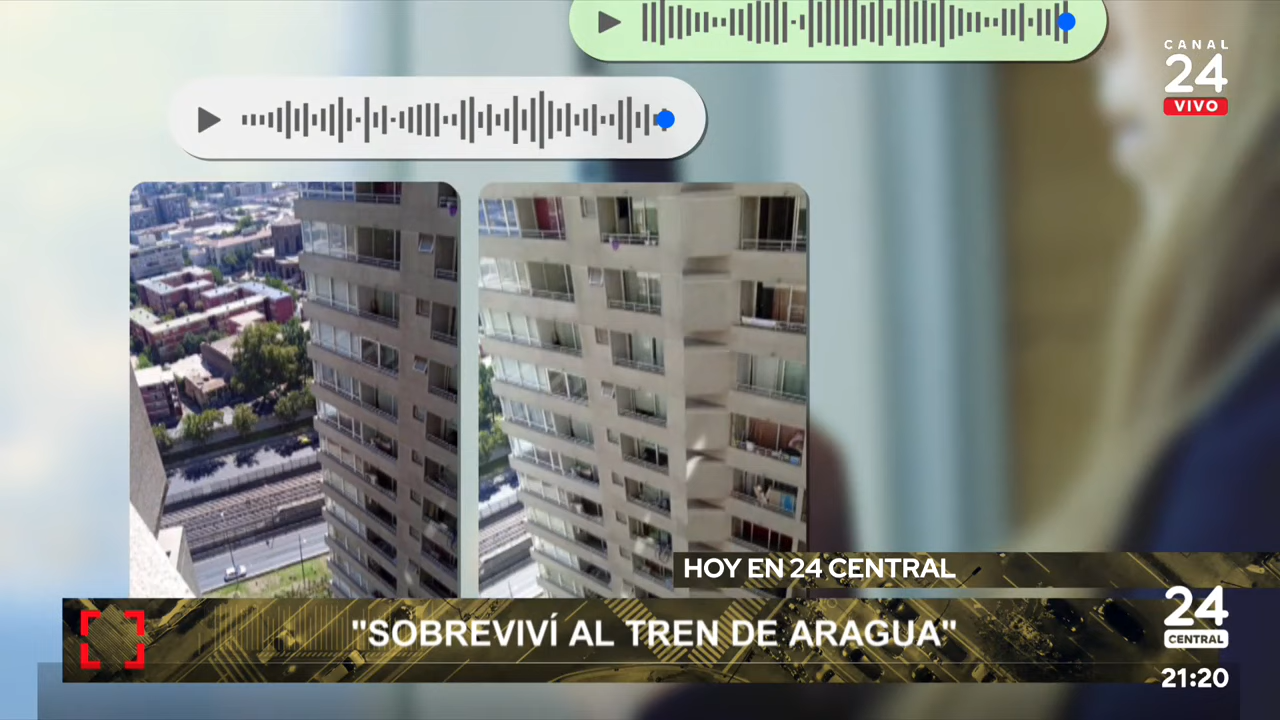 CANAL
24
VIVO
HOY EN 24 CENTRAL
"SOBREVIVÍ AL TREN DE ARAGUA"
24
CENTRAL
21:20